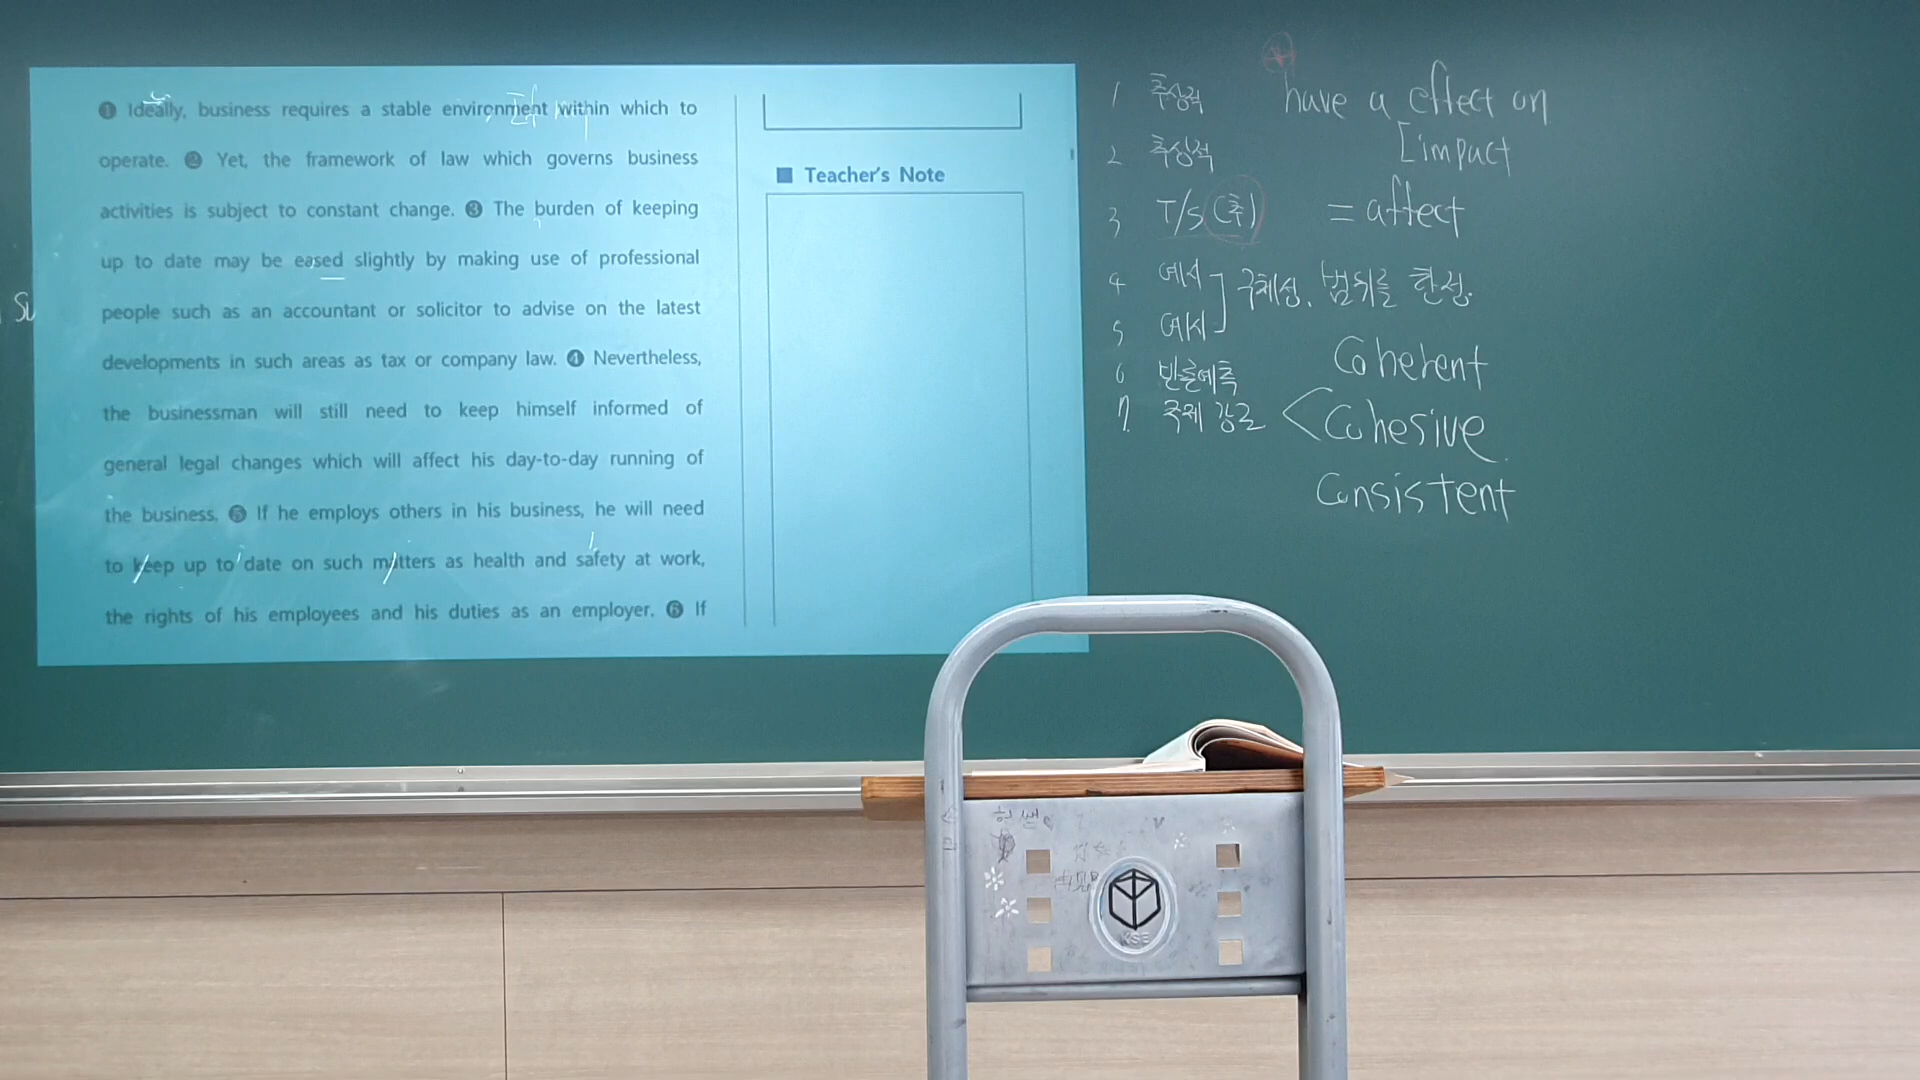 ❶ Ideally, business requires a stable environment within which to
operate. ❷ Yet, the framework of law which governs business
activities is subject to constant change. ❸ The burden of keeping
up to date may be eased slightly by making use of professional
people such as an accountant or solicitor to advise on the latest
developments in such areas as tax or company law. ❹ Nevertheless,
the businessman will still need to keep himself informed of
general legal changes which will affect his day-to-day running of
the business. ❺ If he employs others in his business, he will need
to keep up to date on such matters as health and safety at work,
the rights of his employees and his duties as an employer. ❻ If
■ Teacher's Note
1 추상적
2 추상적
3 T/S (추)
4 예시
5 예시
구체성, 범위를 한정.
6 반론예측
7. 주제 강조
have a effect on
[impact
= affect
Coherent
Cohesive
Consistent
KSE